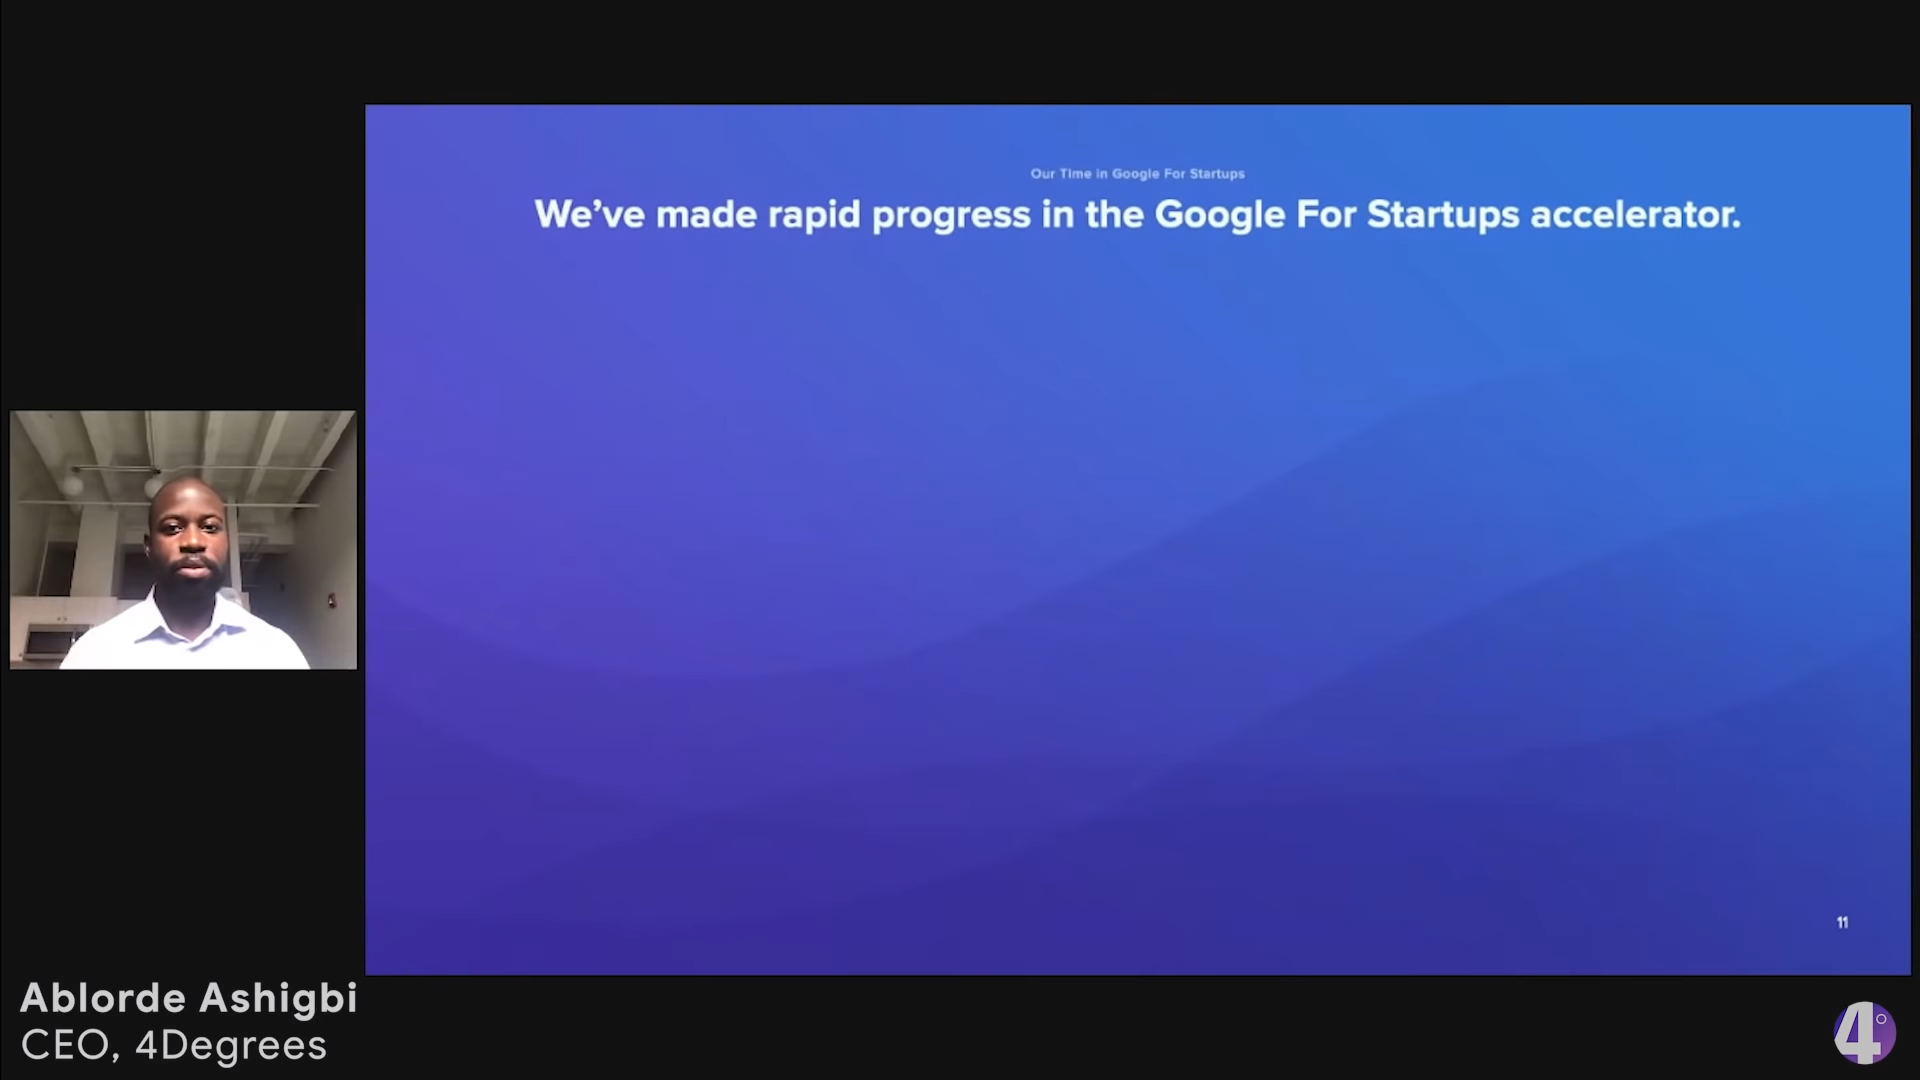 Our Time in Google For Startups
We’ve made rapid progress in the Google For Startups accelerator.
11
Ablorde Ashigbi
CEO, 4Degrees
4°